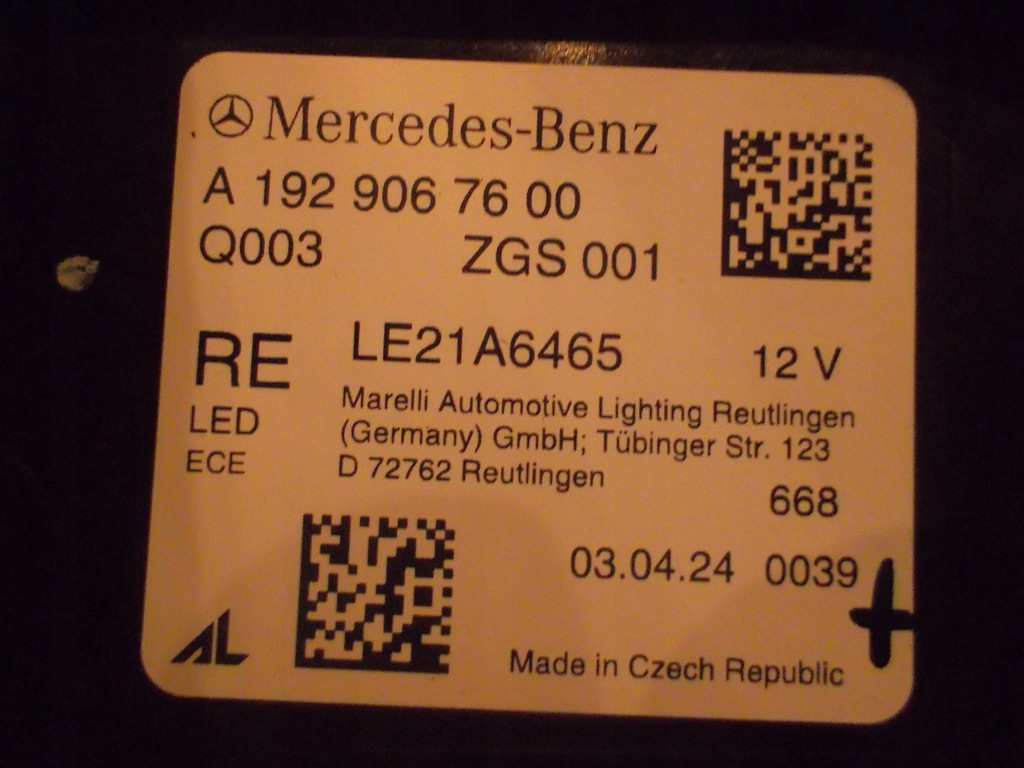 Mercedes-Benz
A 192 906 76 00
Q003 ZGS 001
RE LE21A6465 12 V
LED
ECE
Marelli Automotive Lighting Reutlingen
(Germany) GmbH; Tübinger Str. 123
D 72762 Reutlingen
668
03.04.24 0039
AL
Made in Czech Republic